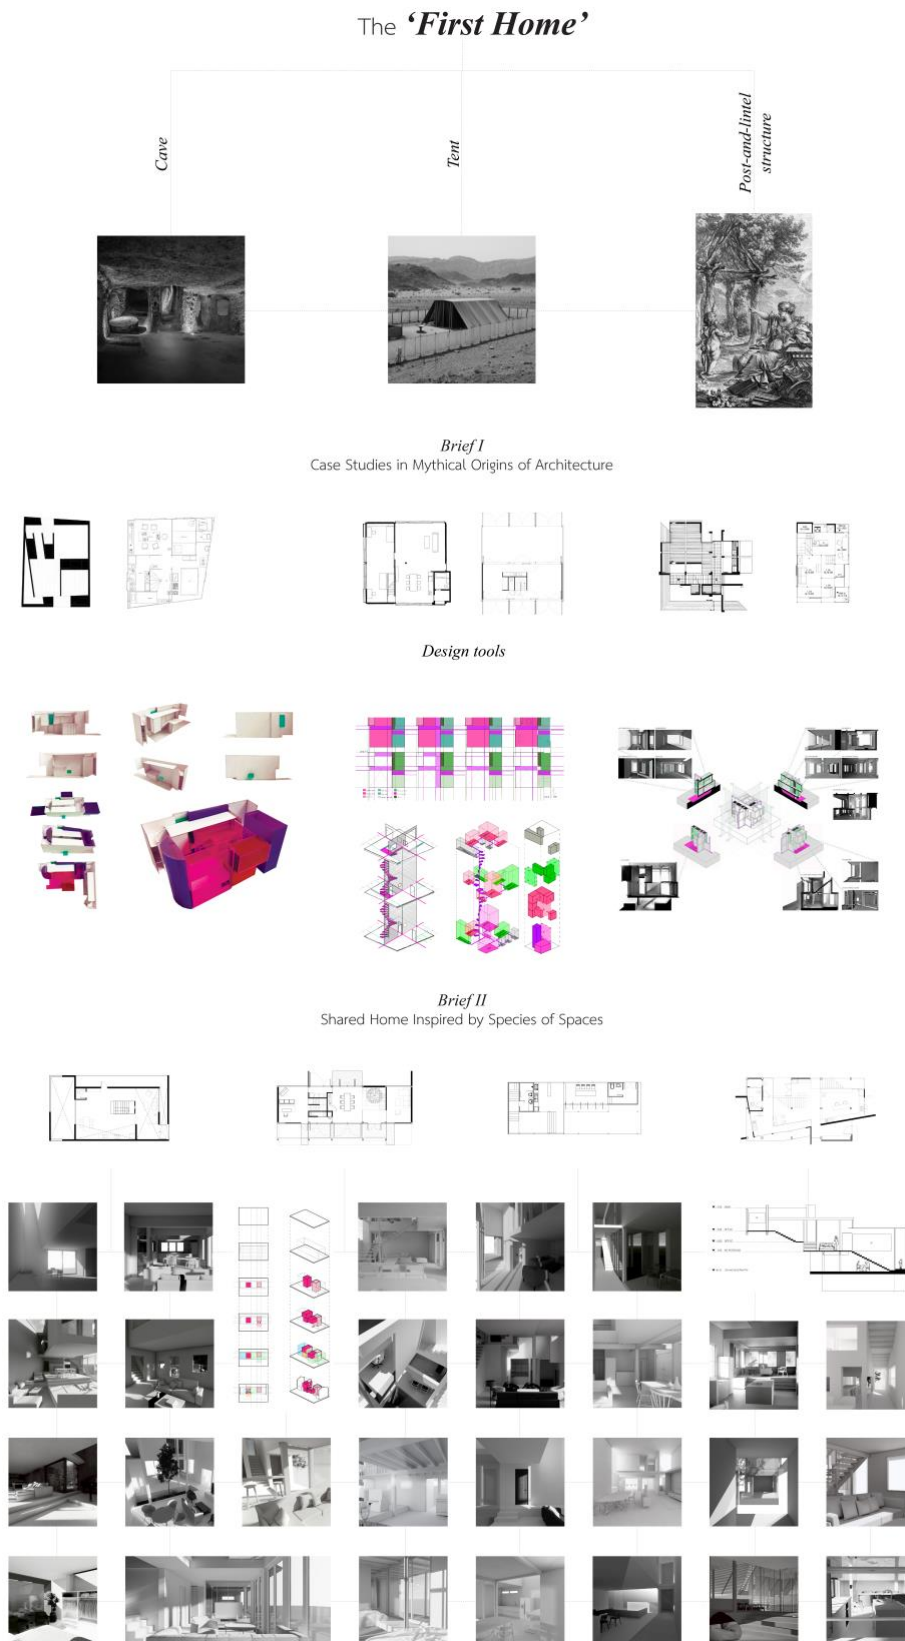 The ‘First Home’
Cave
Tent
Post-and-lintel
structure
Brief I
Case Studies in Mythical Origins of Architecture
Design tools
Brief II
Shared Home Inspired by Species of Spaces